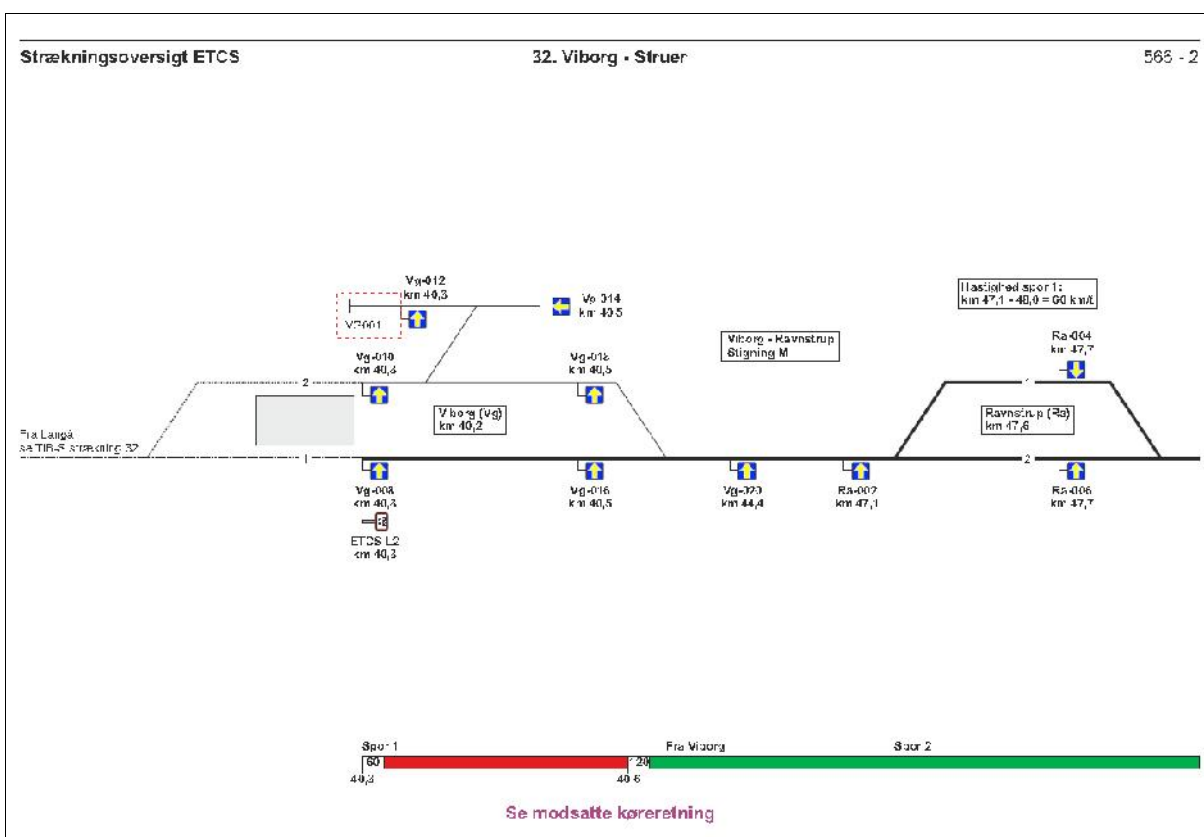 Strækningsoversigt ETCS
32. Viborg - Struer
565 - 2
Vg-012
km 40,3
VG001
Vg-014
km 40,5
Hastighed spor 1:
km 47,1 - 48,0 = 60 km/t
Viborg - Ravnstrup
Stigning M
Ra-004
km 47,7
Vg-010
km 40,3
Vg-018
km 40,5
2
1
Viborg (Vg)
km 40,2
Ravnstrup (Ra)
km 47,6
Fra Langå
se TIB-S strækning 32
1
2
Vg-008
km 40,3
Vg-016
km 40,5
Vg-020
km 44,4
Ra-002
km 47,1
Ra-006
km 47,7
ETCS L2
km 40,3
Spor 1
Fra Viborg
Spor 2
60
120
40,3
40,6
Se modsatte køreretning